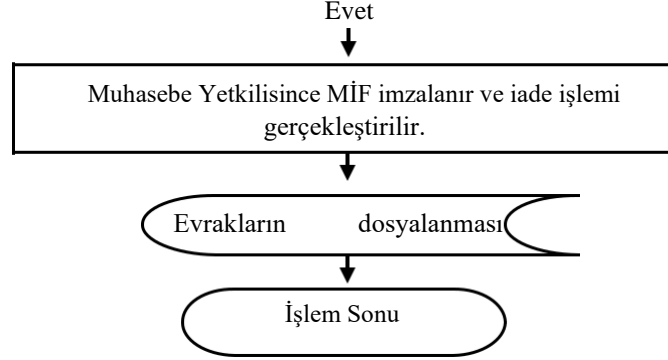 Evet
Muhasebe Yetkilisince MİF imzalanır ve iade işlemi
gerçekleştirilir.
Evrakların dosyalanması
İşlem Sonu